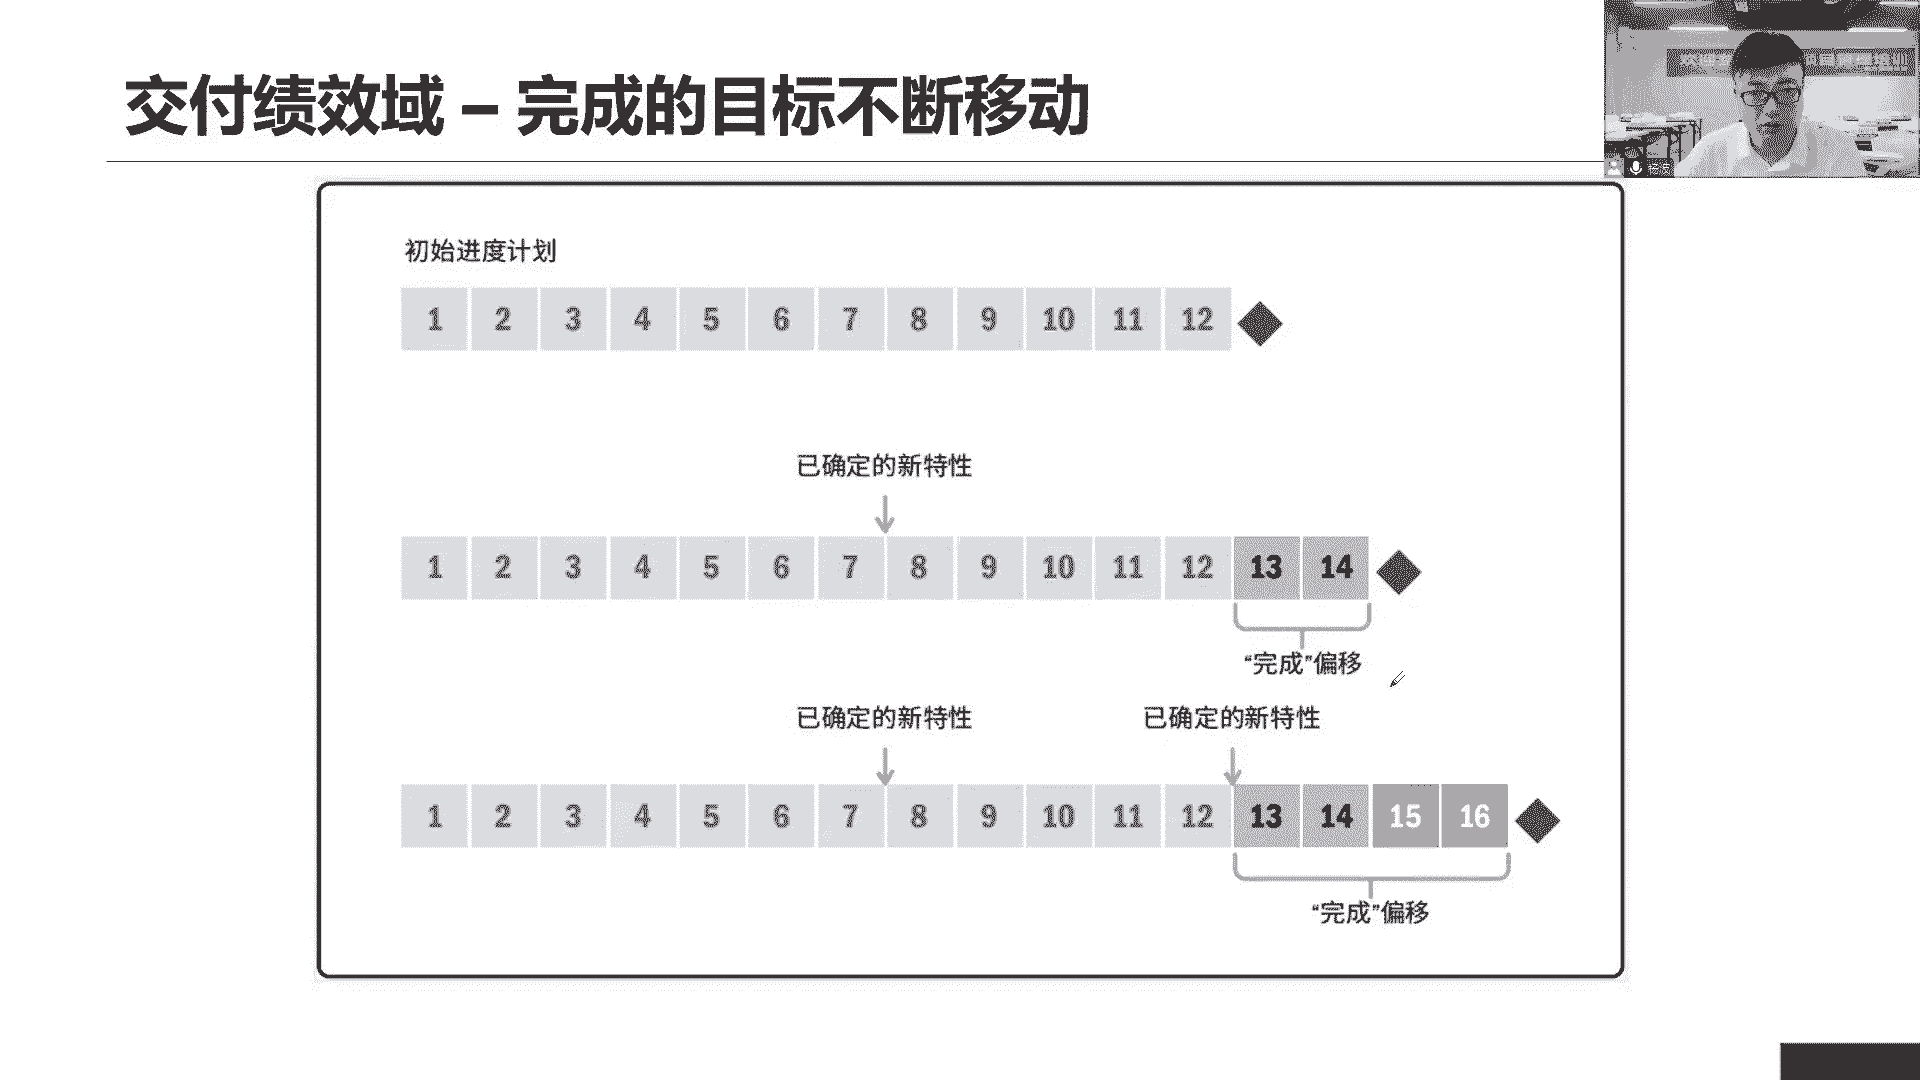 交付绩效域 – 完成的目标不断移动
初始进度计划
1 2 3 4 5 6 7 8 9 10 11 12
已确定的新特性
1 2 3 4 5 6 7 8 9 10 11 12 13 14
“完成”偏移
已确定的新特性 已确定的新特性
1 2 3 4 5 6 7 8 9 10 11 12 13 14 15 16
“完成”偏移